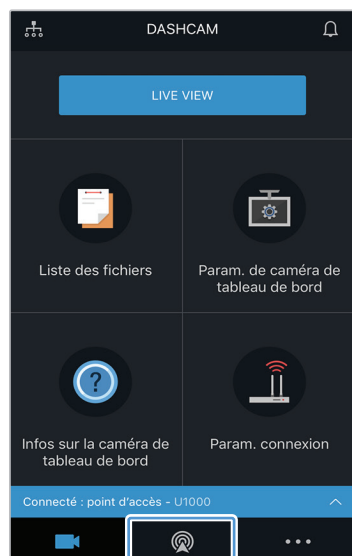 DASHCAM
LIVE VIEW
Liste des fichiers
Param. de caméra de
tableau de bord
Infos sur la caméra de
tableau de bord
Param. connexion
Connecté : point d'accès - U1000